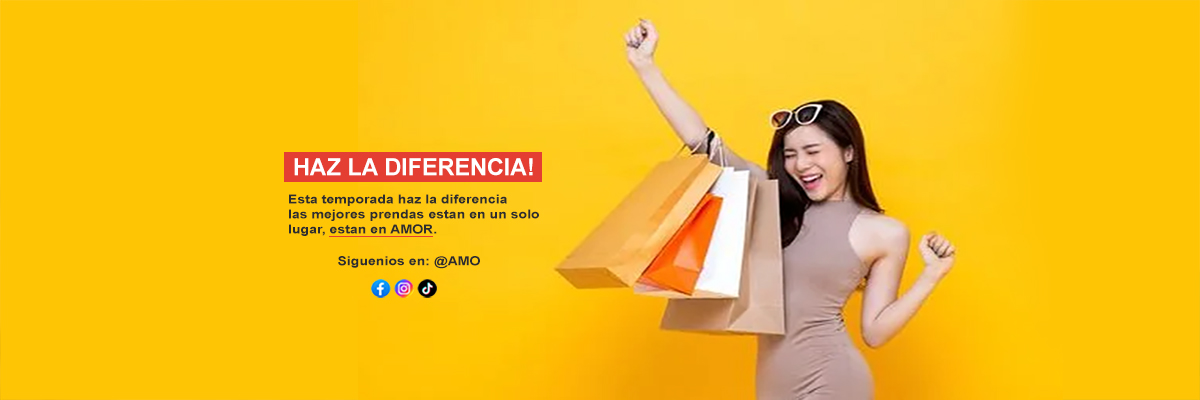 HAZ LA DIFERENCIA!
Esta temporada haz la diferencia
las mejores prendas estan en un solo
lugar, estan en AMOR.
Siguenios en: @AMO